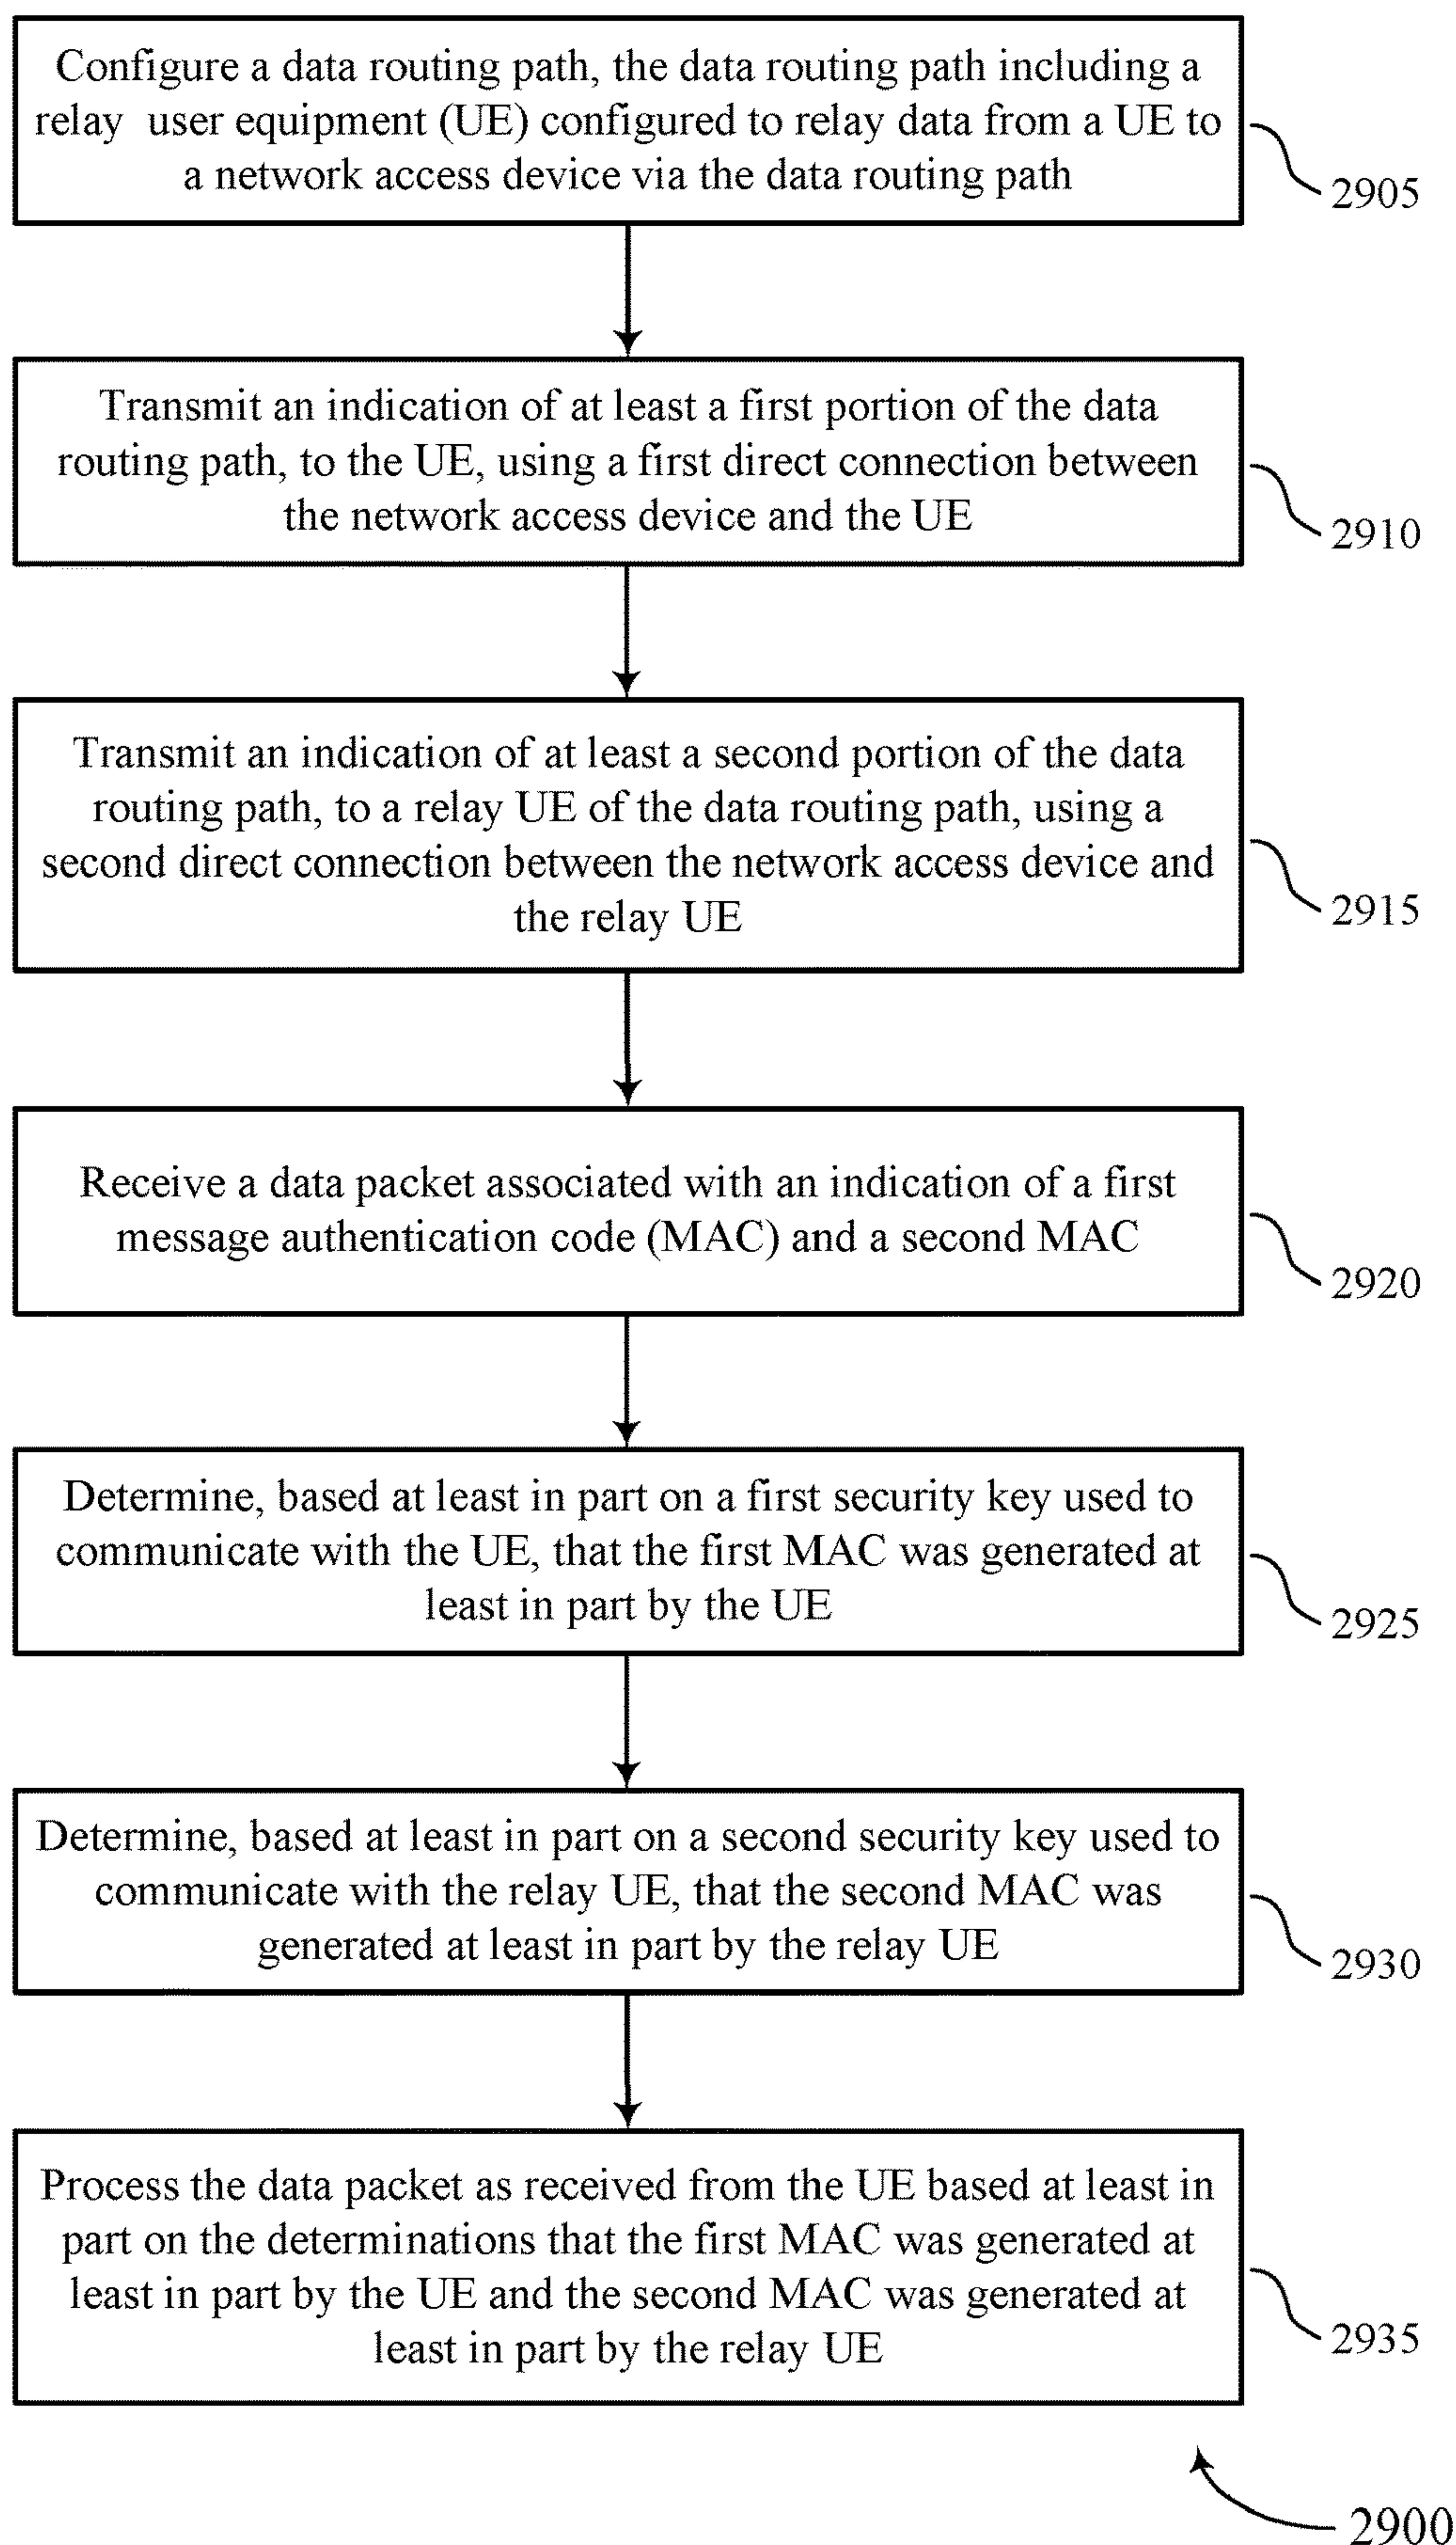 Configure a data routing path, the data routing path including a
relay user equipment (UE) configured to relay data from a UE to
a network access device via the data routing path
2905
Transmit an indication of at least a first portion of the data
routing path, to the UE, using a first direct connection between
the network access device and the UE
2910
Transmit an indication of at least a second portion of the data
routing path, to a relay UE of the data routing path, using a
second direct connection between the network access device and
the relay UE
2915
Receive a data packet associated with an indication of a first
message authentication code (MAC) and a second MAC
2920
Determine, based at least in part on a first security key used to
communicate with the UE, that the first MAC was generated at
least in part by the UE
2925
Determine, based at least in part on a second security key used to
communicate with the relay UE, that the second MAC was
generated at least in part by the relay UE
2930
Process the data packet as received from the UE based at least in
part on the determinations that the first MAC was generated at
least in part by the UE and the second MAC was generated at
least in part by the relay UE
2935
2900